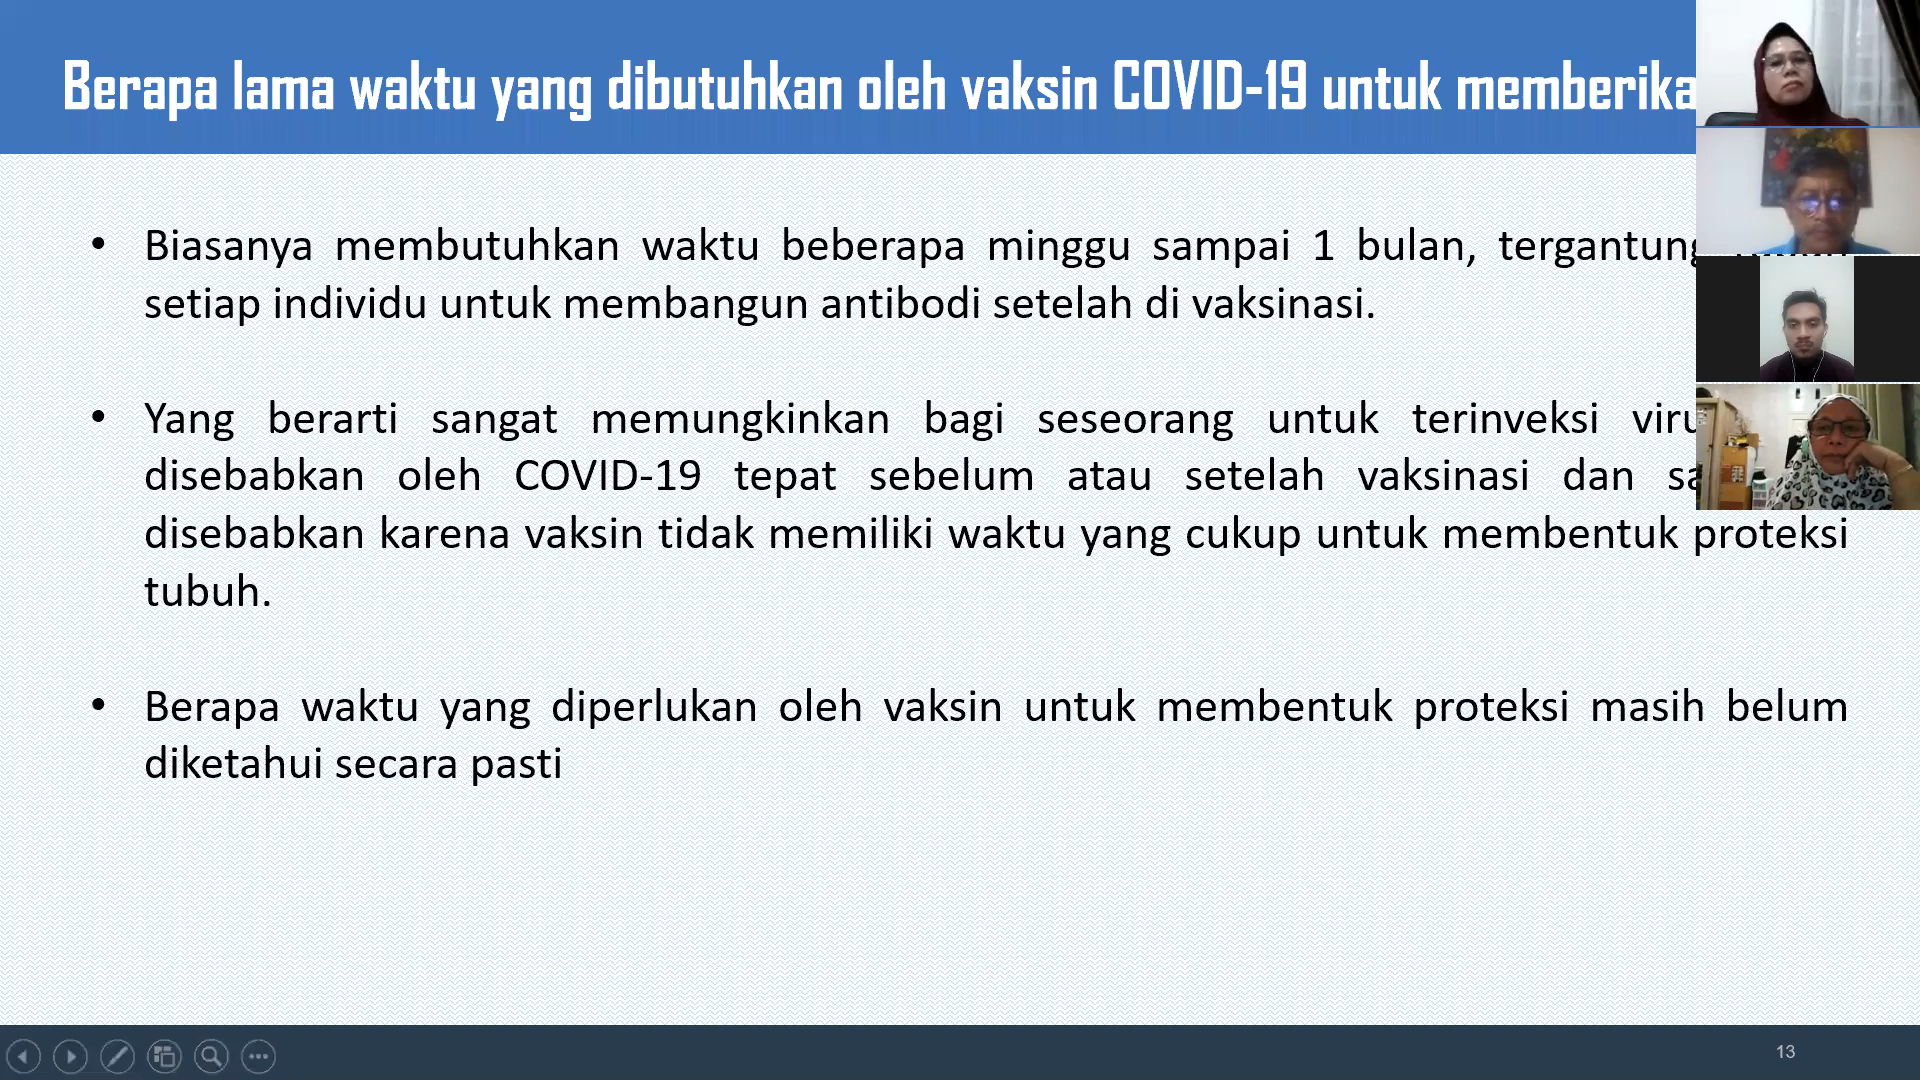 Berapa lama waktu yang dibutuhkan oleh vaksin COVID-19 untuk
• Biasanya membutuhkan waktu beberapa minggu sampai 1 bulan, tergantung
setiap individu untuk membangun antibodi setelah di vaksinasi.
• Yang berarti sangat memungkinkan bagi seseorang untuk terinveksi
disebabkan oleh COVID-19 tepat sebelum atau setelah vaksinasi dan
disebabkan karena vaksin tidak memiliki waktu yang cukup untuk membentuk proteksi
tubuh.
• Berapa waktu yang diperlukan oleh vaksin untuk membentuk proteksi masih belum
diketahui secara pasti
13